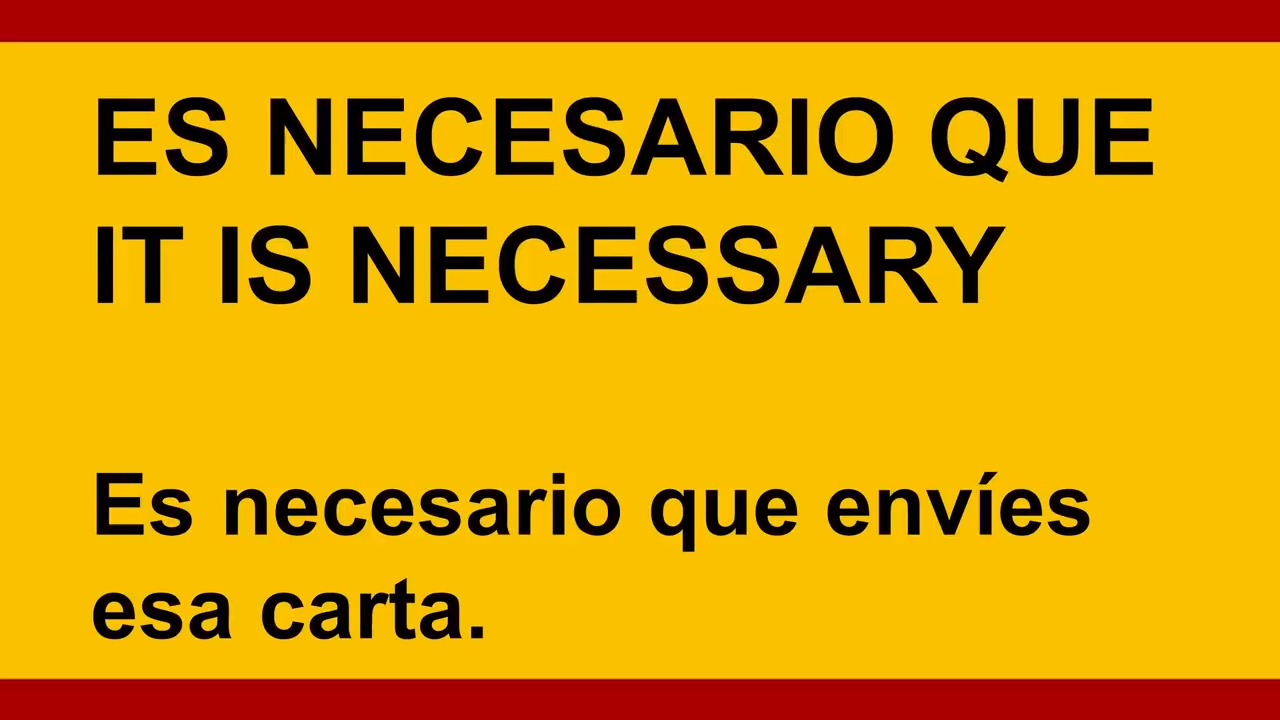 ES NECESARIO QUE
IT IS NECESSARY
Es necesario que envíes
esa carta.